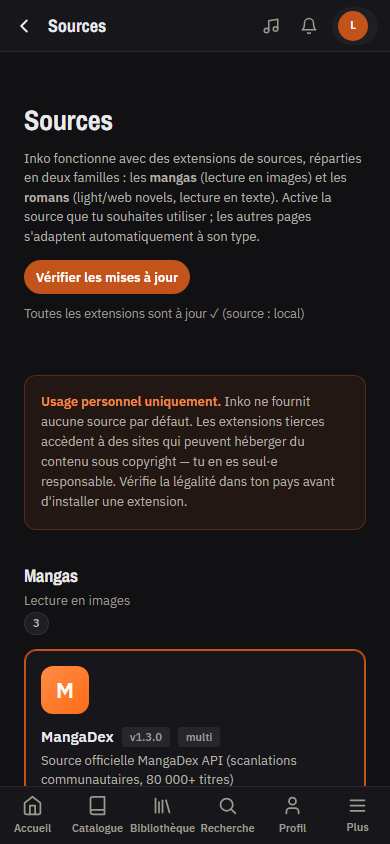 Sources
L
Sources
Inko fonctionne avec des extensions de sources, réparties
en deux familles : les mangas (lecture en images) et les
romans (light/web novels, lecture en texte). Active la
source que tu souhaites utiliser ; les autres pages
s'adaptent automatiquement à son type.
Vérifier les mises à jour
Toutes les extensions sont à jour ✓ (source : local)
Usage personnel uniquement. Inko ne fournit
aucune source par défaut. Les extensions tierces
accèdent à des sites qui peuvent héberger du
contenu sous copyright — tu en es seul·e
responsable. Vérifie la légalité dans ton pays avant
d'installer une extension.
Mangas
Lecture en images
3
M
MangaDex v1.3.0 multi
Source officielle MangaDex API (scanlations
communautaires, 80 000+ titres)
Accueil Catalogue Bibliothèque Recherche Profil Plus